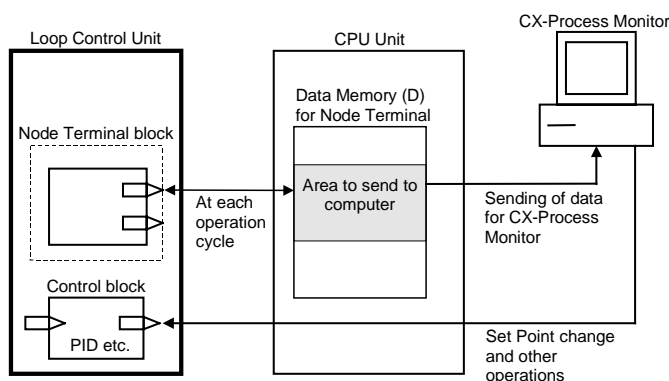 CX-Process Monitor
Loop Control Unit
CPU Unit
Data Memory (D)
for Node Terminal
Node Terminal block
Area to send to
computer
At each
operation
cycle
Sending of data
for CX-Process
Monitor
Control block
PID etc.
Set Point change
and other
operations